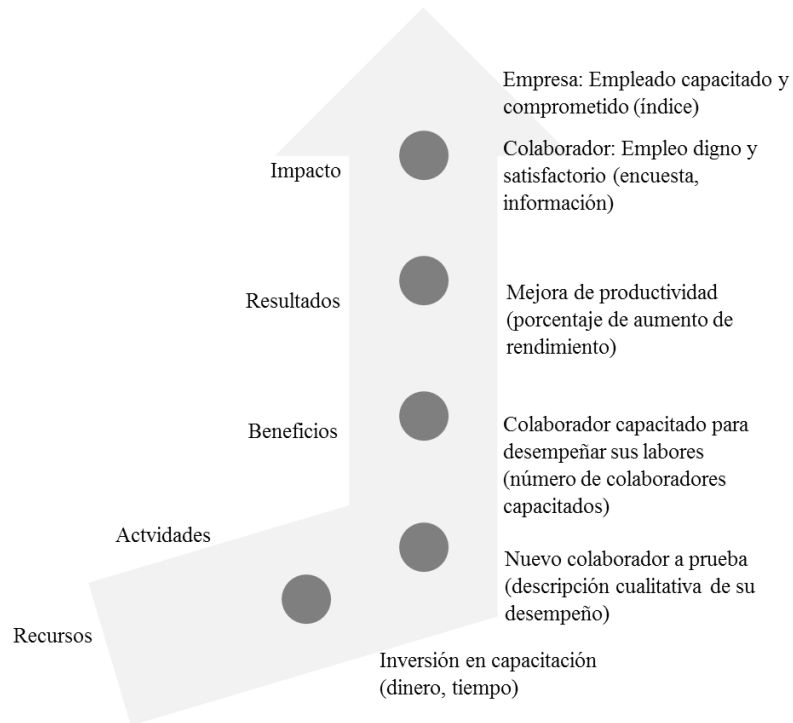 Empresa: Empleado capacitado y
comprometido (índice)
Impacto
Colaborador: Empleo digno y
satisfactorio (encuesta,
información)
Resultados
Mejora de productividad
(porcentaje de aumento de
rendimiento)
Beneficios
Colaborador capacitado para
desempeñar sus labores
(número de colaboradores
capacitados)
Actvidades
Nuevo colaborador a prueba
(descripción cualitativa de su
desempeño)
Recursos
Inversión en capacitación
(dinero, tiempo)